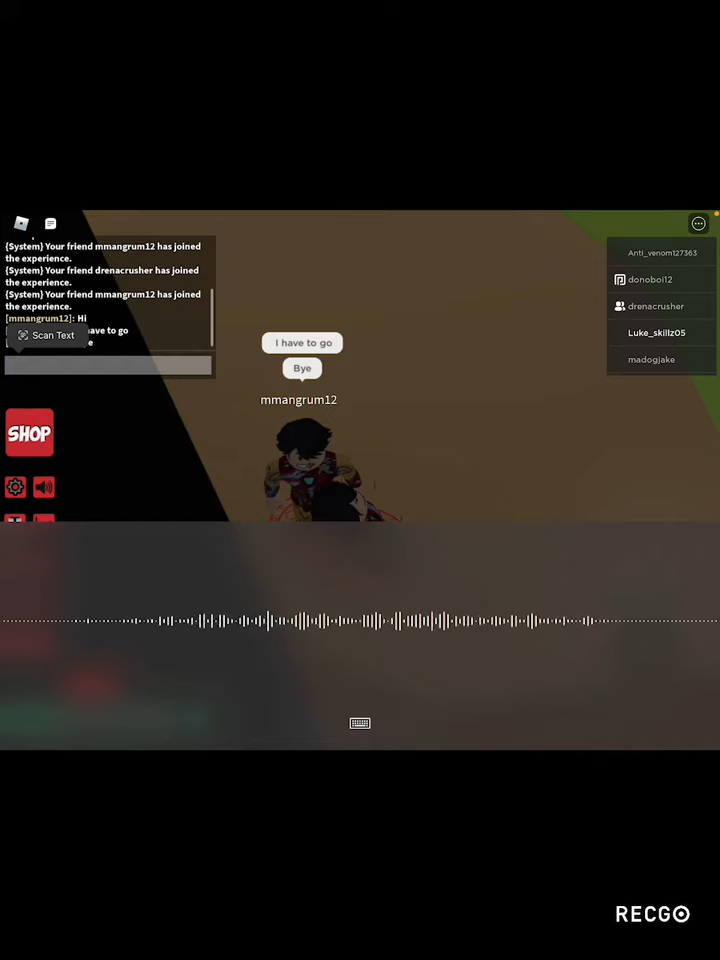 {System} Your friend mmangrum12 has joined
the experience.
{System} Your friend drenacrusher has joined
the experience.
{System} Your friend mmangrum12 has joined
the experience.
[mmangrum12]: Hi
have to go
Scan Text
I have to go
Bye
mmangrum12
Anti_venom127363
donoboi12
drenacrusher
Luke_skillz05
madogjake
SHOP
RECGO